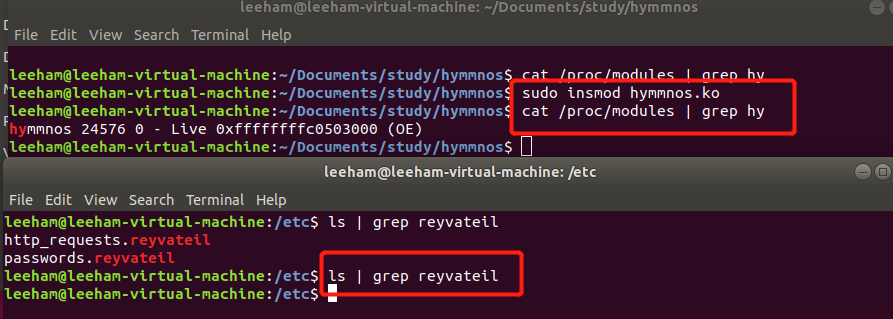 leeham@leeham-virtual-machine: ~/Documents/study/hymmnos
File Edit View Search Terminal Help
leeham@leeham-virtual-machine:~/Documents/study/hymmnos$ cat /proc/modules | grep hy
leeham@leeham-virtual-machine:~/Documents/study/hymmnos$ sudo insmod hymmnos.ko
leeham@leeham-virtual-machine:~/Documents/study/hymmnos$ cat /proc/modules | grep hy
hymmnos 24576 0 - Live 0xffffffffc0503000 (OE)
leeham@leeham-virtual-machine:~/Documents/study/hymmnos$
leeham@leeham-virtual-machine: /etc
File Edit View Search Terminal Help
leeham@leeham-virtual-machine:/etc$ ls | grep reyvateil
http_requests.reyvateil
passwords.reyvateil
leeham@leeham-virtual-machine:/etc$ ls | grep reyvateil
leeham@leeham-virtual-machine:/etc$